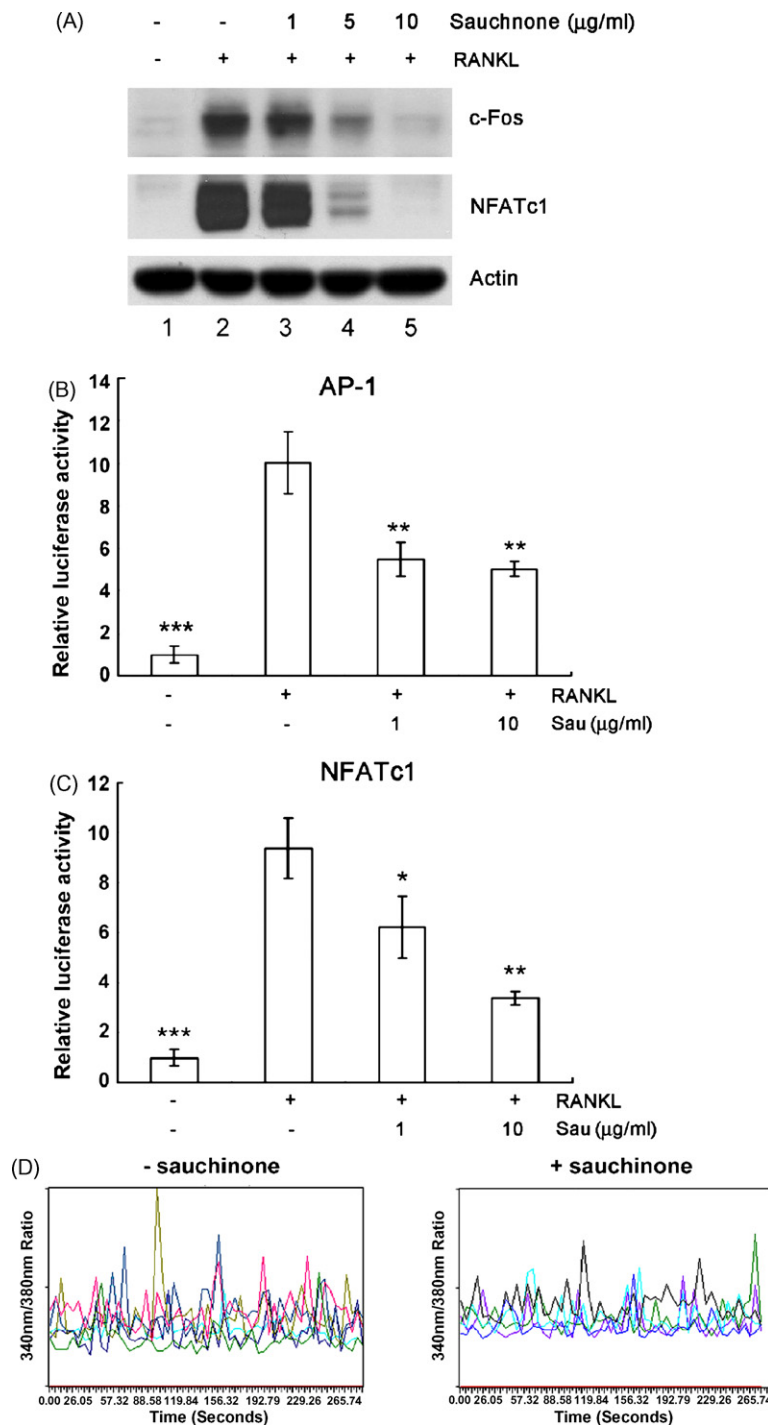 (A) - - 1 5 10 Sauchnone (µg/ml)
- + + + + RANKL
c-Fos
NFATc1
Actin
1 2 3 4 5
(B) AP-1
Relative luciferase activity
14
12
10
8
6
4
2
0
*** ** **
- + + + RANKL
- - 1 10 Sau (µg/ml)
(C) NFATc1
Relative luciferase activity
12
10
8
6
4
2
0
*** * **
- + + + RANKL
- - 1 10 Sau (µg/ml)
(D) - sauchinone
340nm/380nm Ratio
0.00 26.05 57.32 88.58 119.84 156.32 192.79 229.26 265.74
Time (Seconds)
+ sauchinone
340nm/380nm Ratio
0.00 26.05 57.32 88.58 119.84 156.32 192.79 229.26 265.74
Time (Seconds)